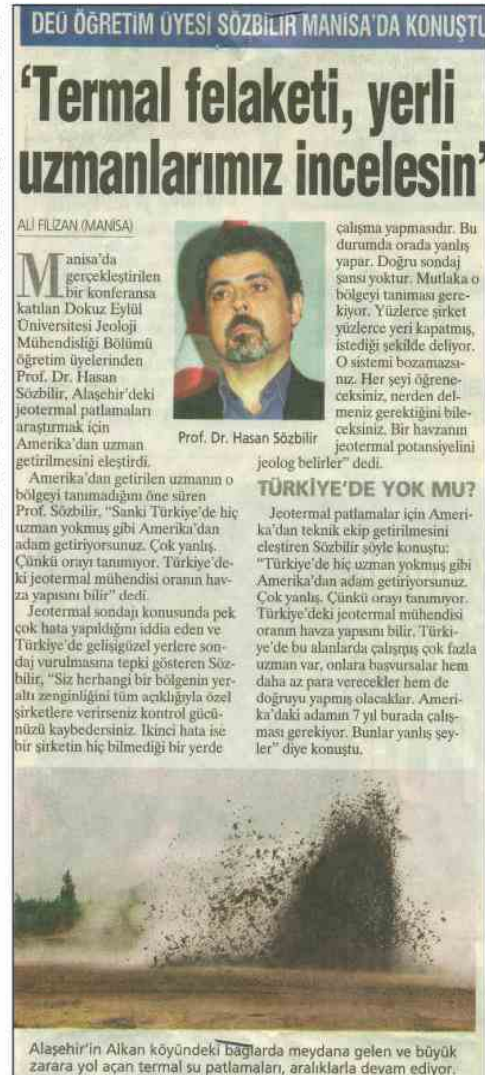 DEÜ ÖĞRETİM ÜYESİ SÖZBİLİR MANİSA'DA KONUŞTU
'Termal felaketi, yerli
uzmanlarımız incelesin'
ALİ FİLİZAN (MANİSA)
Manisa'da
gerçekleştirilen
bir konferansa
katılan Dokuz Eylül
Üniversitesi Jeoloji
Mühendisliği Bölümü
öğretim üyelerinden
Prof. Dr. Hasan
Sözbilir, Alaşehir'deki
jeotermal patlamaları
araştırmak için
Amerika'dan uzman
getirilmesini eleştirdi.
Amerika'dan getirilen uzmanın o
bölgeyi tanımadığını öne süren
Prof. Sözbilir, "Sanki Türkiye'de hiç
uzman yokmuş gibi Amerika'dan
adam getiriyorsunuz. Çok yanlış.
Çünkü orayı tanımıyor. Türkiye'de-
ki jeotermal mühendisi oranın hav-
za yapısını bilir" dedi.
Jeotermal sondajı konusunda pek
çok hata yapıldığını iddia eden ve
Türkiye'de gelişigüzel yerlere son-
daj vurulmasına tepki gösteren Söz-
bilir, "Siz herhangi bir bölgenin yer-
altı zenginliğini tüm açıklığıyla özel
şirketlere verirseniz kontrol gücü-
nüzü kaybedersiniz. Ikinci hata ise
bir şirketin hiç bilmediği bir yerde
Prof. Dr. Hasan Sözbilir
çalışma yapmasıdır. Bu
durumda orada yanlış
yapar. Doğru sondaj
şansı yoktur. Mutlaka o
bölgeyi tanıması gere-
kiyor. Yüzlerce şirket
yüzlerce yeri kapatmış,
istediği şekilde deliyor.
O sistemi bozamazsı-
nız. Her şeyi öğrene-
ceksiniz, nerden del-
meniz gerektiğini bile-
ceksiniz. Bir havzanın
jeotermal potansiyelini
jeolog belirler" dedi.
TÜRKİYE'DE YOK MU?
Jeotermal patlamalar için Ameri-
ka'dan teknik ekip getirilmesini
eleştiren Sözbilir şöyle konuştu:
"Türkiye'de hiç uzman yokmuş gibi
Amerika'dan adam getiriyorsunuz.
Çok yanlış. Çünkü orayı tanımıyor.
Türkiye'deki jeotermal mühendisi
oranın havza yapısını bilir. Türki-
ye'de bu alanlarda çalışmış çok fazla
uzman var, onlara başvursalar hem
daha az para verecekler hem de
doğruyu yapmış olacaklar. Ameri-
ka'daki adamın 7 yıl burada çalış-
ması gerekiyor. Bunlar yanlış şey-
ler" diye konuştu.
Alaşehir'in Alkan köyündeki bağlarda meydana gelen ve büyük
zarara yol açan termal su patlamaları, aralıklarla devam ediyor.